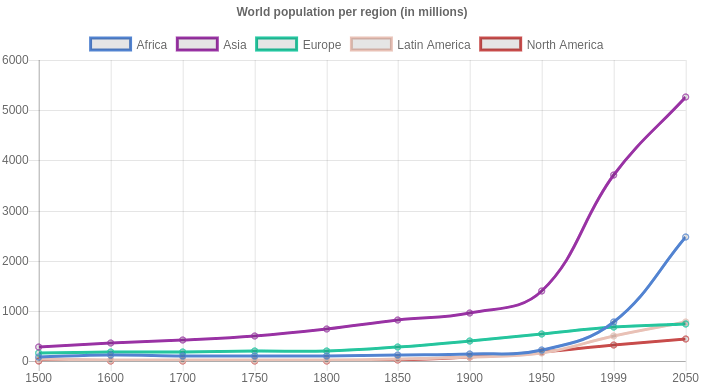 World population per region (in millions)
Africa Asia Europe Latin America North America
6000
5000
4000
3000
2000
1000
0
1500 1600 1700 1750 1800 1850 1900 1950 1999 2050